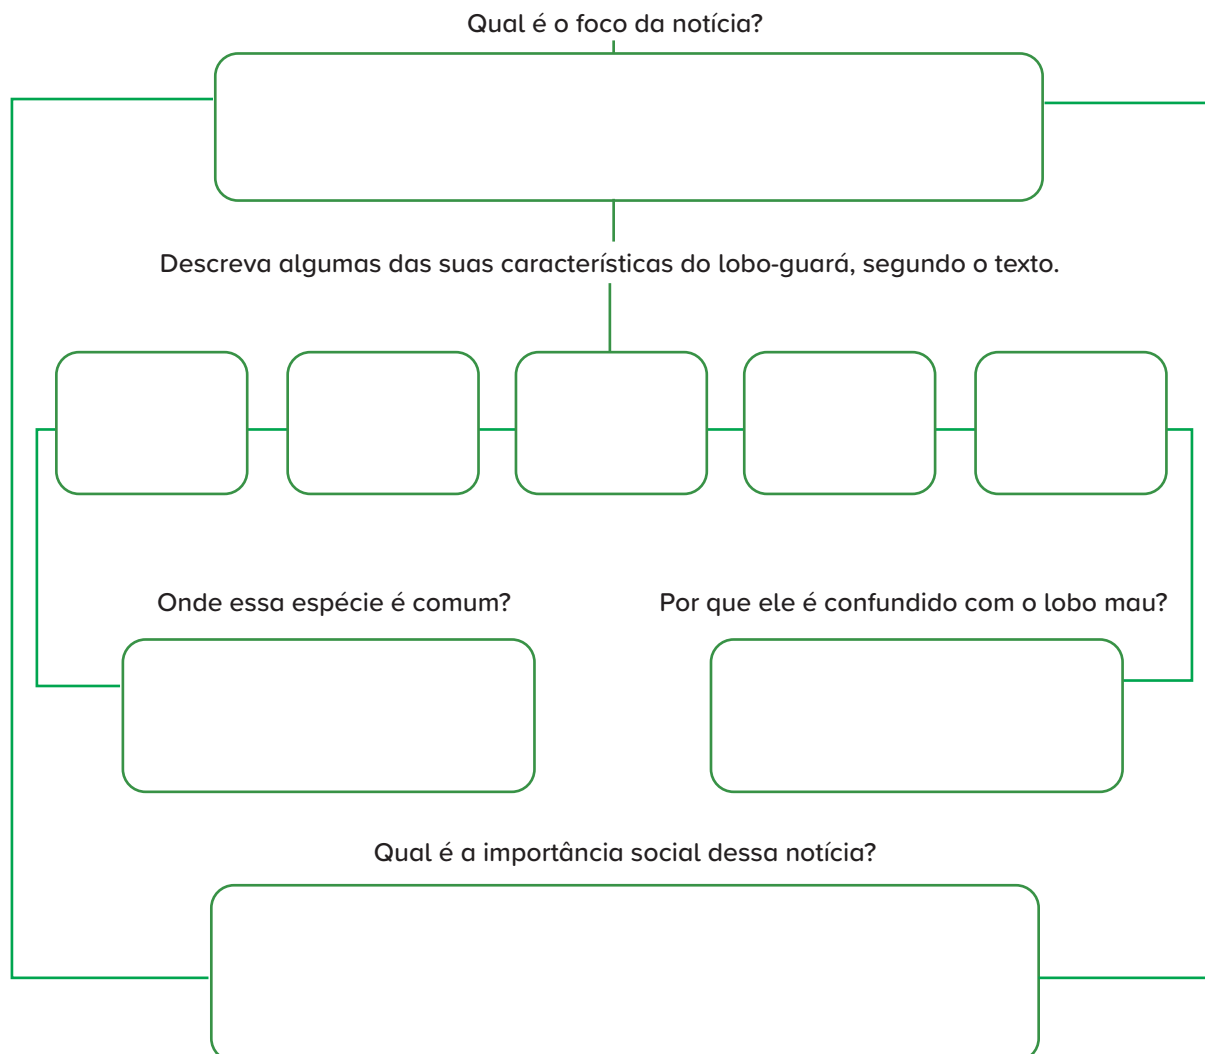 Qual é o foco da notícia?
Descreva algumas das suas características do lobo-guará, segundo o texto.
Onde essa espécie é comum?
Por que ele é confundido com o lobo mau?
Qual é a importância social dessa notícia?